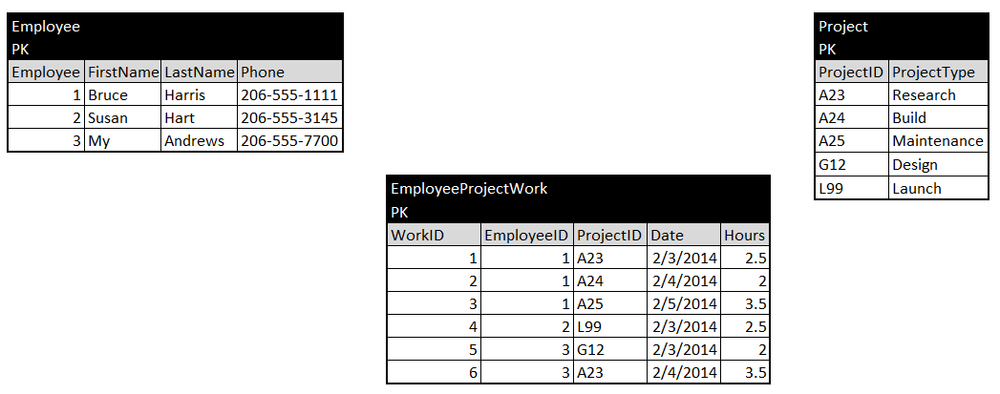 Employee
PK
Employee FirstName LastName Phone
1 Bruce Harris 206-555-1111
2 Susan Hart 206-555-3145
3 My Andrews 206-555-7700
Project
PK
ProjectID ProjectType
A23 Research
A24 Build
A25 Maintenance
G12 Design
L99 Launch
EmployeeProjectWork
PK
WorkID EmployeeID ProjectID Date Hours
1 1 A23 2/3/2014 2.5
2 1 A24 2/4/2014 2
3 1 A25 2/5/2014 3.5
4 2 L99 2/3/2014 2.5
5 3 G12 2/3/2014 2
6 3 A23 2/4/2014 3.5